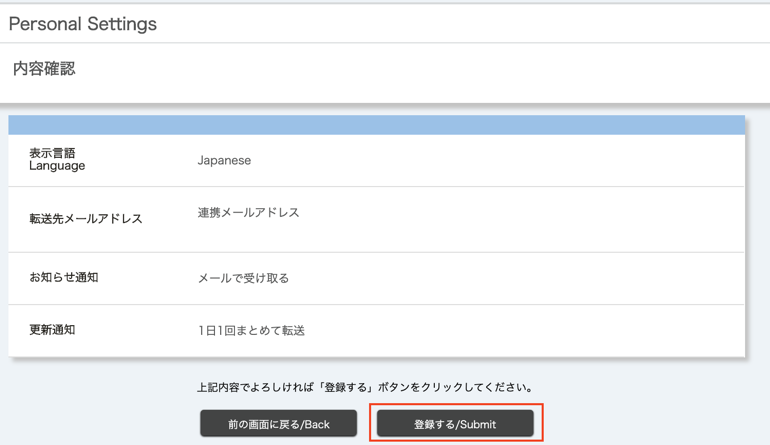 Personal Settings
内容確認
表示言語
Language
Japanese
転送先メールアドレス
連携メールアドレス
お知らせ通知
メールで受け取る
更新通知
1日1回まとめて転送
上記内容でよろしければ「登録する」ボタンをクリックしてください。
前の画面に戻る/Back
登録する/Submit